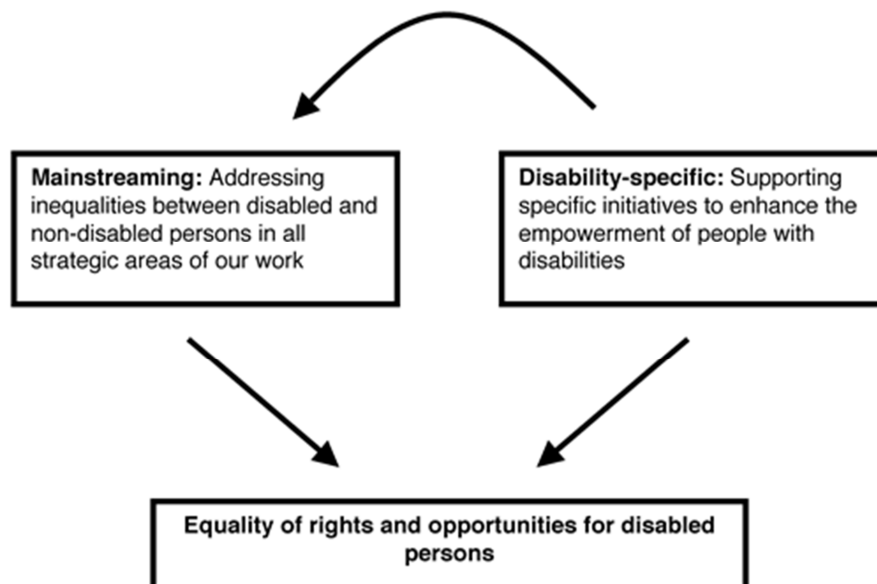 Mainstreaming: Addressing
inequalities between disabled and
non-disabled persons in all
strategic areas of our work
Disability-specific: Supporting
specific initiatives to enhance the
empowerment of people with
disabilities
Equality of rights and opportunities for disabled
persons